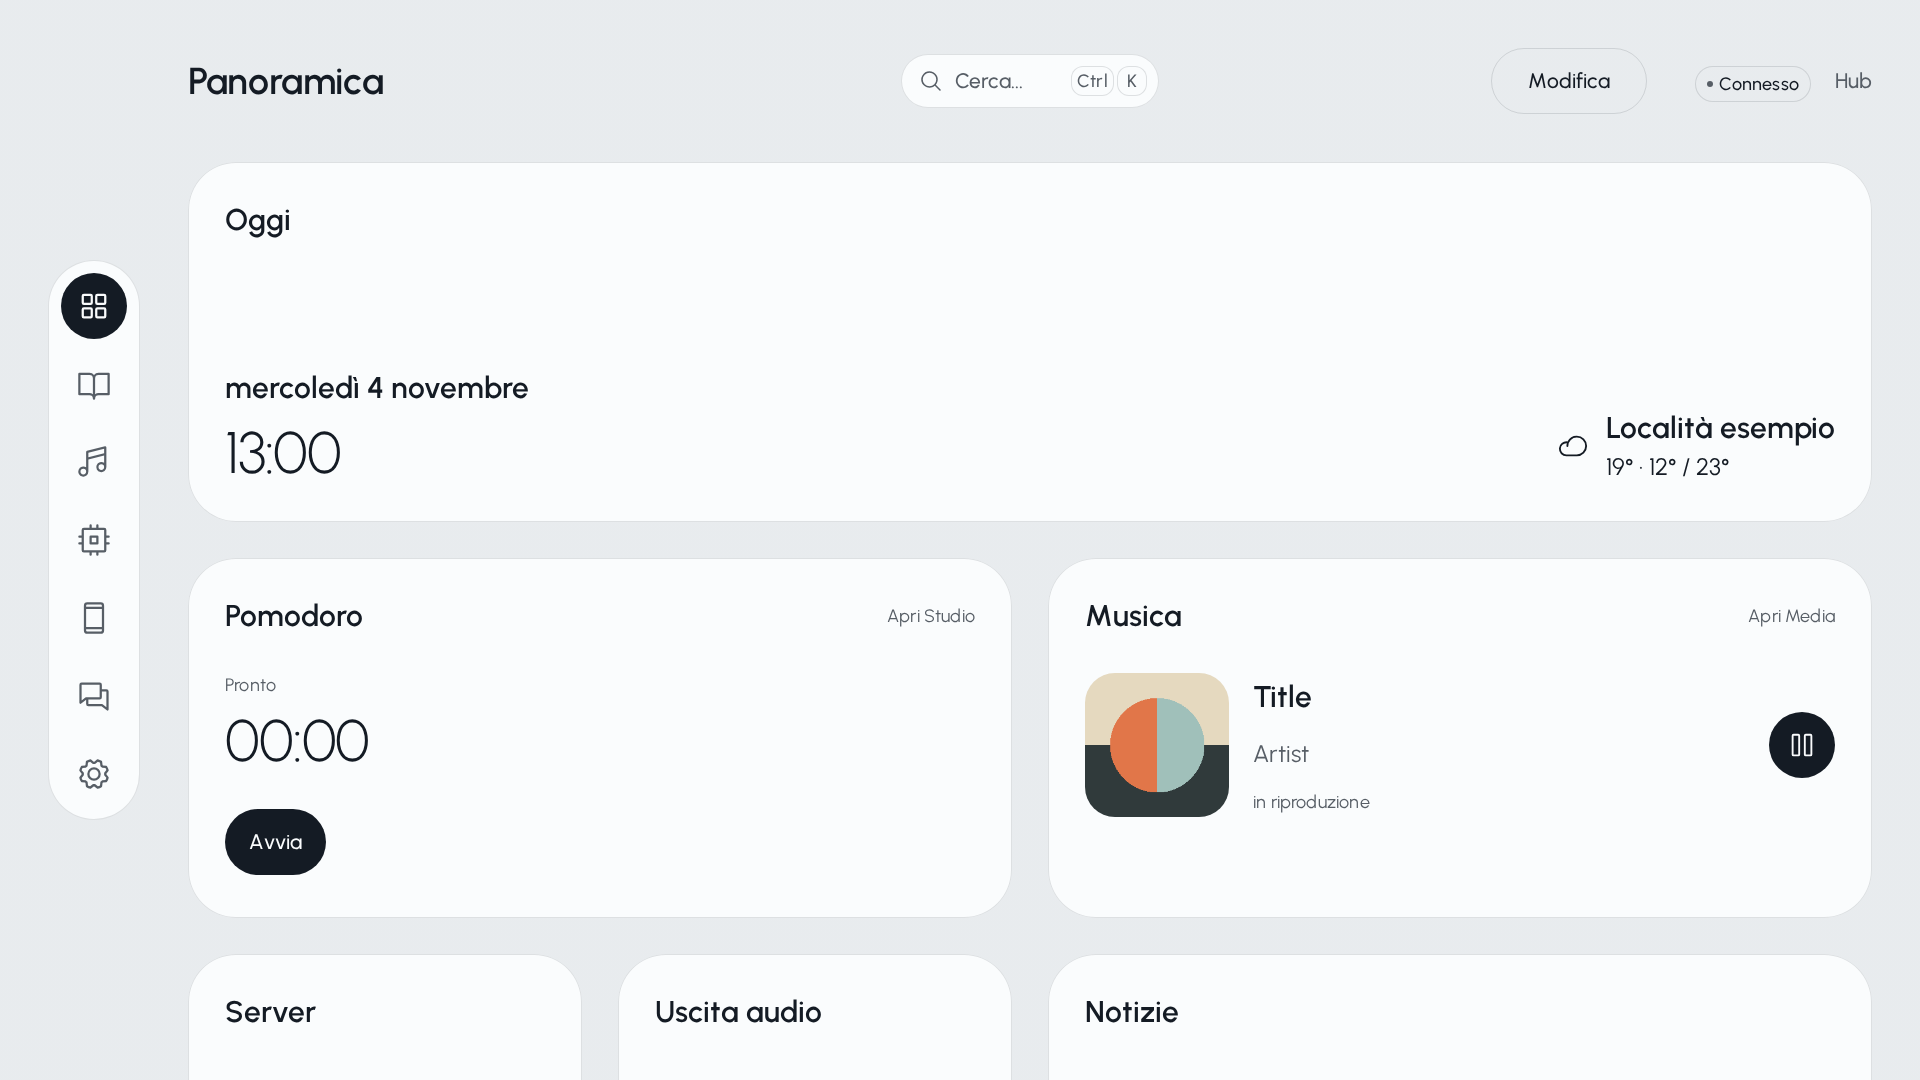 Panoramica
Cerca...
Ctrl K
Modifica
Connesso
Hub
Oggi
mercoledì 4 novembre
13:00
Località esempio
19° · 12° / 23°
Pomodoro
Apri Studio
Pronto
00:00
Avvia
Musica
Apri Media
Title
Artist
in riproduzione
Server
Uscita audio
Notizie